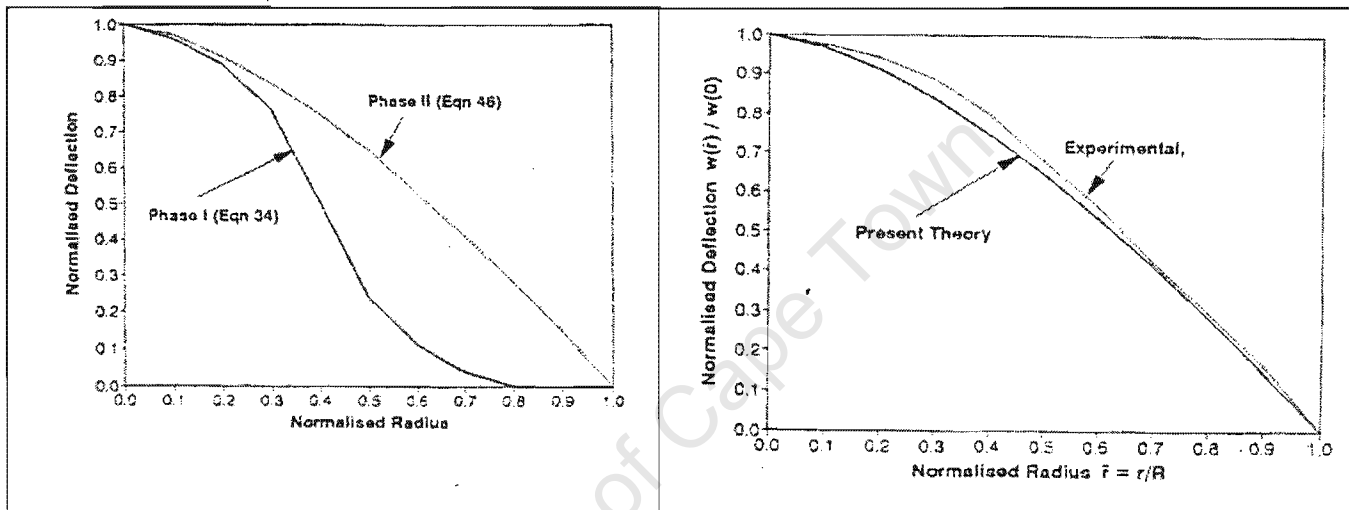 1.0
0.9
0.8
0.7
0.6
0.5
0.4
0.3
0.2
0.1
0.0
Normalised Deflection
Phase II (Eqn 46)
Phase I (Eqn 34)
0.0 0.1 0.2 0.3 0.4 0.5 0.6 0.7 0.8 0.9 1.0
Normalised Radius
1.0
0.9
0.8
0.7
0.6
0.5
0.4
0.3
0.2
0.1
0.0
Normalised Deflection w(r) / w(0)
Experimental,
Present Theory
0.0 0.1 0.2 0.3 0.4 0.5 0.6 0.7 0.8 0.9 1.0
Normalised Radius r̄ = r/R
of Cape Town